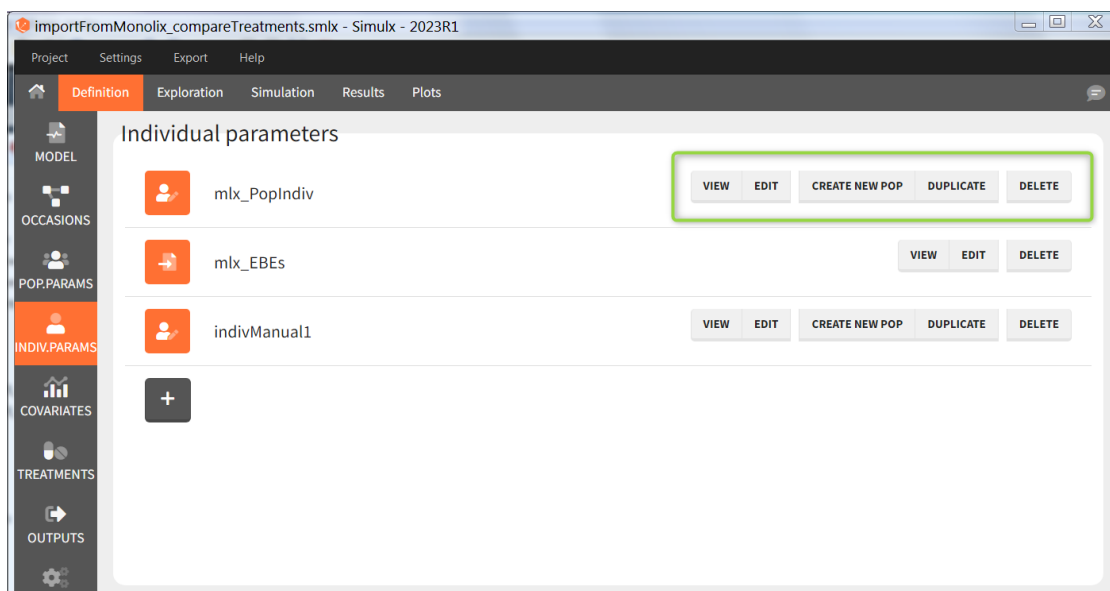 importFromMonolix_compareTreatments.smlx - Simulx - 2023R1
Project Settings Export Help
Definition Exploration Simulation Results Plots
MODEL
OCCASIONS
POP.PARAMS
INDIV.PARAMS
COVARIATES
TREATMENTS
OUTPUTS
Individual parameters
mlx_PopIndiv VIEW EDIT CREATE NEW POP DUPLICATE DELETE
mlx_EBEs VIEW EDIT DELETE
indivManual1 VIEW EDIT CREATE NEW POP DUPLICATE DELETE
+